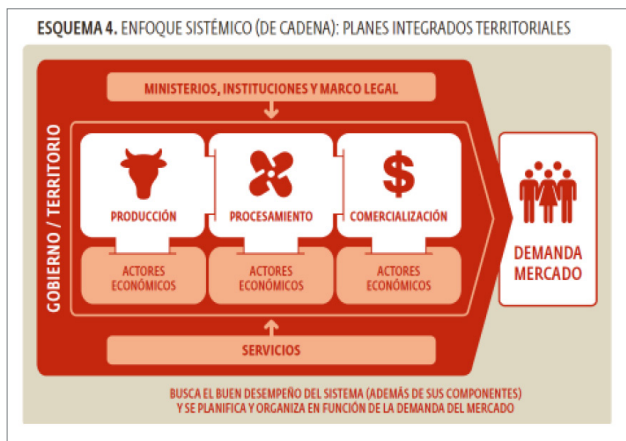 ESQUEMA 4. ENFOQUE SISTÉMICO (DE CADENA): PLANES INTEGRADOS TERRITORIALES
GOBIERNO / TERRITORIO
MINISTERIOS, INSTITUCIONES Y MARCO LEGAL
$
PRODUCCIÓN
PROCESAMIENTO
COMERCIALIZACIÓN
ACTORES
ECONÓMICOS
ACTORES
ECONÓMICOS
ACTORES
ECONÓMICOS
SERVICIOS
DEMANDA
MERCADO
BUSCA EL BUEN DESEMPEÑO DEL SISTEMA (ADEMÁS DE SUS COMPONENTES)
Y SE PLANIFICA Y ORGANIZA EN FUNCIÓN DE LA DEMANDA DEL MERCADO